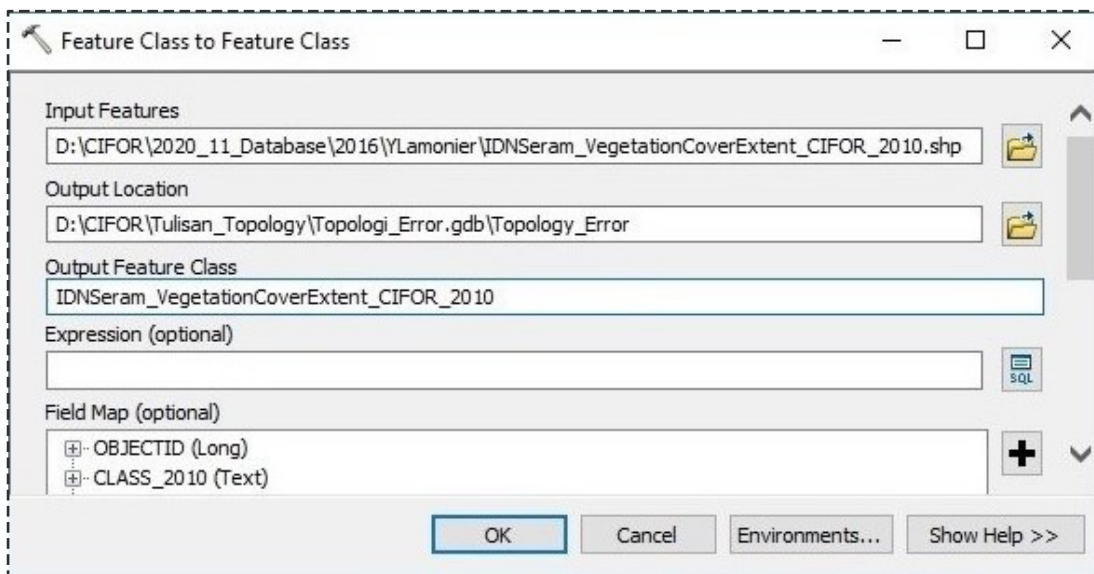 Feature Class to Feature Class
Input Features
D:\CIFOR\2020_11_Database\2016\YLamonier\IDNSeram_VegetationCoverExtent_CIFOR_2010.shp
Output Location
D:\CIFOR\Tulisan_Topology\Topologi_Error.gdb\Topology_Error
Output Feature Class
IDNSeram_VegetationCoverExtent_CIFOR_2010
Expression (optional)
SQL
Field Map (optional)
OBJECTID (Long)
CLASS_2010 (Text)
OK Cancel Environments... Show Help >>